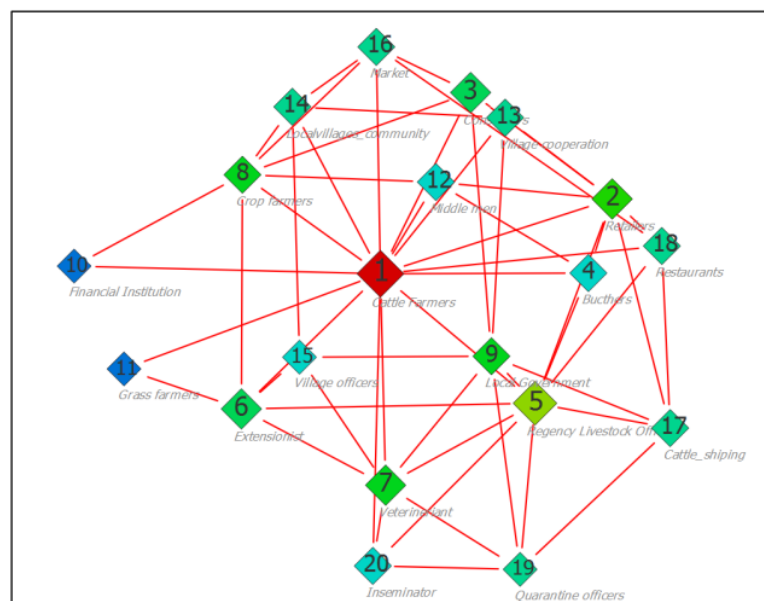 16
Market
3
13
14
Village cooperation
Localvillages_community
8
12
Crop farmers
Middle men
2
Retailers
18
Restaurants
10
Financial Institution
1
Cattle Farmers
4
Bucthers
15
Village officers
9
Local Government
11
Grass farmers
6
Extensionist
5
Regency Livestock Off
17
Cattle_shiping
7
Veterineriant
20
Inseminator
19
Quarantine officers